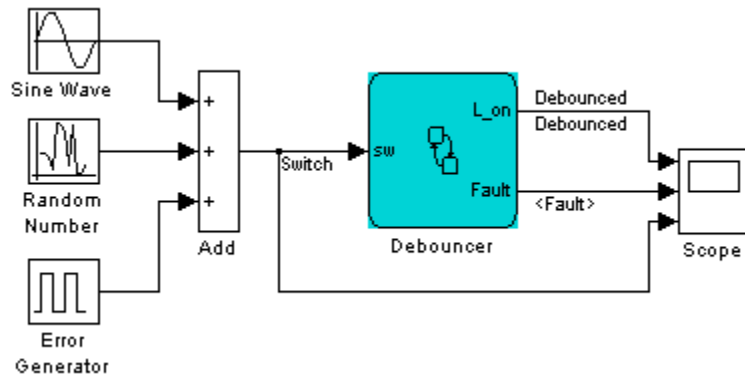 Sine Wave
Random
Number
Error
Generator
+
+
+
Add
Switch
sw
L_on
Fault
Debouncer
Debounced
Debounced
<Fault>
Scope